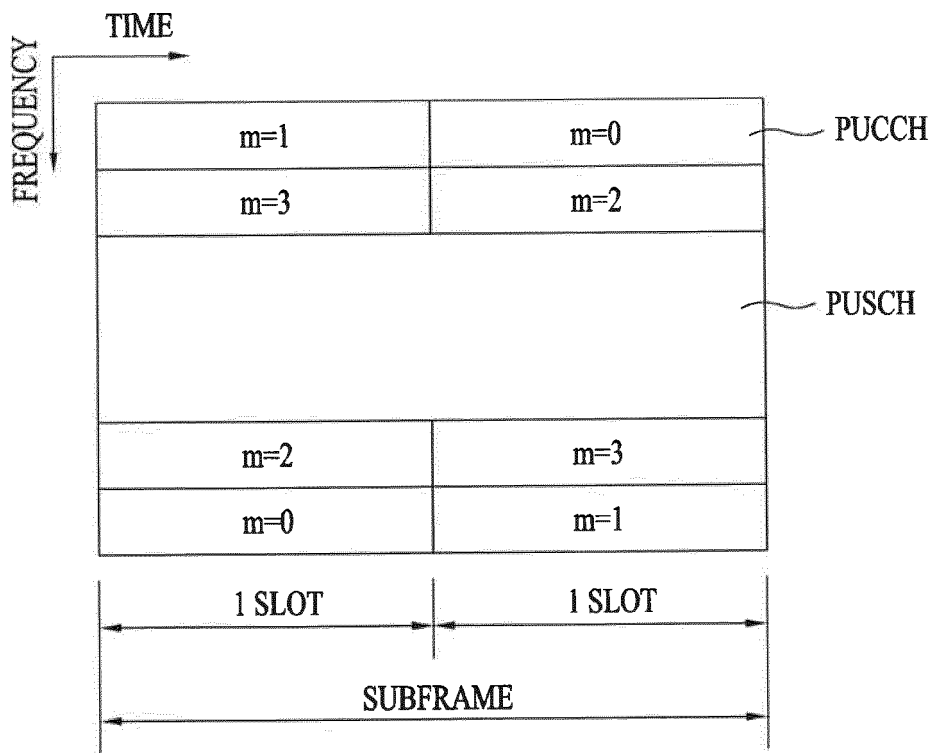 TIME
FREQUENCY
m=1 m=0 PUCCH
m=3 m=2
PUSCH
m=2 m=3
m=0 m=1
1 SLOT 1 SLOT
SUBFRAME